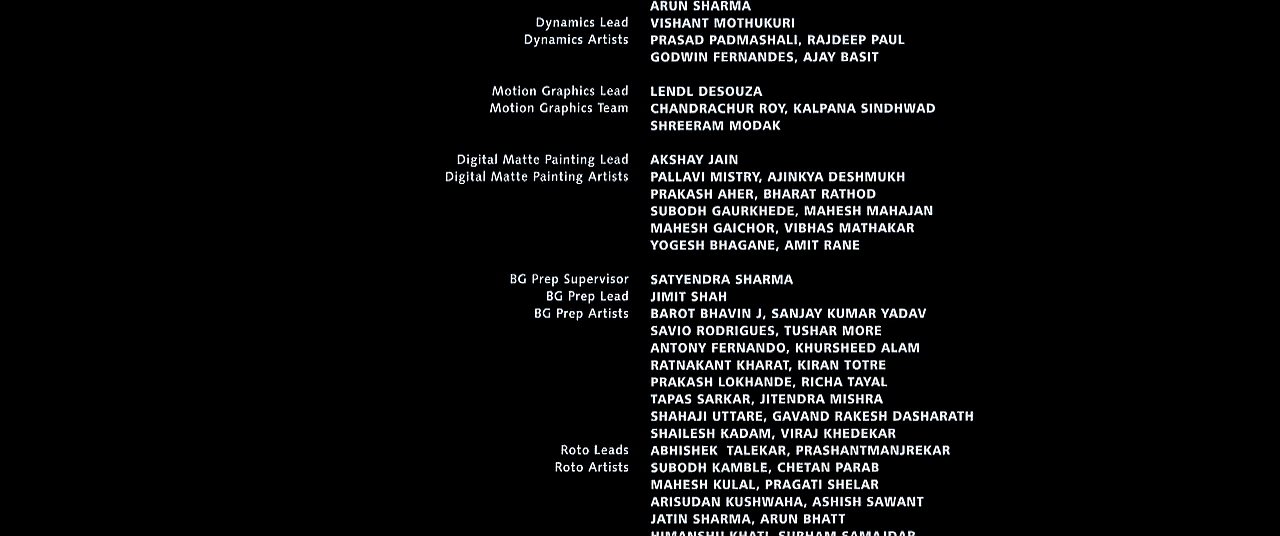 ARUN SHARMA
Dynamics Lead VISHANT MOTHUKURI
Dynamics Artists PRASAD PADMASHALI, RAJDEEP PAUL
GODWIN FERNANDES, AJAY BASIT
Motion Graphics Lead LENDL DESOUZA
Motion Graphics Team CHANDRACHUR ROY, KALPANA SINDHWAD
SHREERAM MODAK
Digital Matte Painting Lead AKSHAY JAIN
Digital Matte Painting Artists PALLAVI MISTRY, AJINKYA DESHMUKH
PRAKASH AHER, BHARAT RATHOD
SUBODH GAURKHEDE, MAHESH MAHAJAN
MAHESH GAICHOR, VIBHAS MATHAKAR
YOGESH BHAGANE, AMIT RANE
BG Prep Supervisor SATYENDRA SHARMA
BG Prep Lead JIMIT SHAH
BG Prep Artists BAROT BHAVIN J, SANJAY KUMAR YADAV
SAVIO RODRIGUES, TUSHAR MORE
ANTONY FERNANDO, KHURSHEED ALAM
RATNAKANT KHARAT, KIRAN TOTRE
PRAKASH LOKHANDE, RICHA TAYAL
TAPAS SARKAR, JITENDRA MISHRA
SHAHAJI UTTARE, GAVAND RAKESH DASHARATH
SHAILESH KADAM, VIRAJ KHEDEKAR
Roto Leads ABHISHEK TALEKAR, PRASHANTMANJREKAR
Roto Artists SUBODH KAMBLE, CHETAN PARAB
MAHESH KULAL, PRAGATI SHELAR
ARISUDAN KUSHWAHA, ASHISH SAWANT
JATIN SHARMA, ARUN BHATT
HIMANSHU KHATI, SUBHAM SAMAJDAR